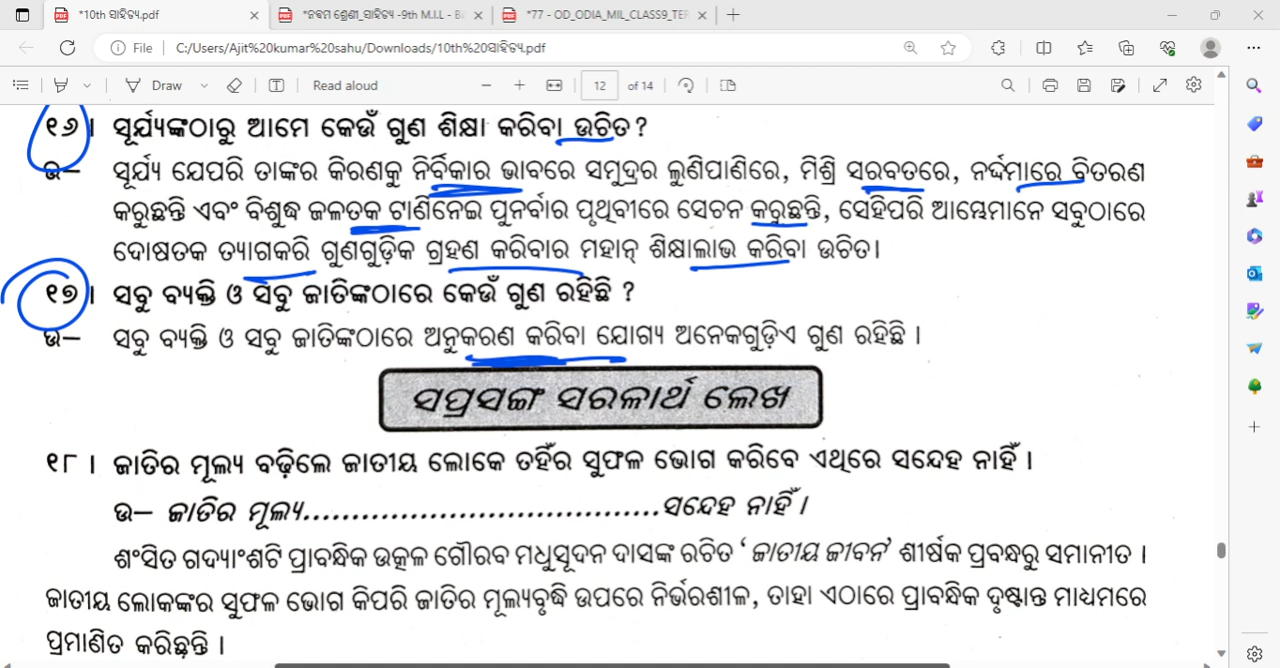 *10th ସାହିତ୍ୟ.pdf
*ନବମ ଶ୍ରେଣୀ_ସାହିତ୍ୟ -9th M.I.L - B
*77 - OD_ODIA_MIL_CLASS9_TER
File C:/Users/Ajit%20kumar%20sahu/Downloads/10th%20ସାହିତ୍ୟ.pdf
Draw Read aloud 12 of 14
୧୬ । ସୂର୍ଯ୍ୟଙ୍କଠାରୁ ଆମେ କେଉଁ ଗୁଣ ଶିକ୍ଷା କରିବା ଉଚିତ ?
ଉ– ସୂର୍ଯ୍ୟ ଯେପରି ତାଙ୍କର କିରଣକୁ ନିର୍ବିକାର ଭାବରେ ସମୁଦ୍ରର ଲୁଣିପାଣିରେ, ମିଶ୍ରି ସରବତରେ, ନର୍ଦ୍ଦମାରେ ବିତରଣ
କରୁଛନ୍ତି ଏବଂ ବିଶୁଦ୍ଧ ଜଳତକ ଟାଣିନେଇ ପୁନର୍ବାର ପୃଥିବୀରେ ସେଚନ କରୁଛନ୍ତି, ସେହିପରି ଆମ୍ଭେମାନେ ସବୁଠାରେ
ଦୋଷତକ ତ୍ୟାଗକରି ଗୁଣଗୁଡ଼ିକ ଗ୍ରହଣ କରିବାର ମହାନ୍ ଶିକ୍ଷାଲାଭ କରିବା ଉଚିତ।
୧୭ । ସବୁ ବ୍ୟକ୍ତି ଓ ସବୁ ଜାତିଙ୍କଠାରେ କେଉଁ ଗୁଣ ରହିଛି ?
ଉ– ସବୁ ବ୍ୟକ୍ତି ଓ ସବୁ ଜାତିଙ୍କଠାରେ ଅନୁକରଣ କରିବା ଯୋଗ୍ୟ ଅନେକଗୁଡ଼ିଏ ଗୁଣ ରହିଛି ।
ସପ୍ରସଙ୍ଗ ସରଳାର୍ଥ ଲେଖ
୧୮ । ଜାତିର ମୂଲ୍ୟ ବଢ଼ିଲେ ଜାତୀୟ ଲୋକେ ତହିଁର ସୁଫଳ ଭୋଗ କରିବେ ଏଥିରେ ସନ୍ଦେହ ନାହିଁ ।
ଉ– ଜାତିର ମୂଲ୍ୟ....................................ସନ୍ଦେହ ନାହିଁ ।
ଶଂସିତ ଗଦ୍ୟାଂଶଟି ପ୍ରାବନ୍ଧିକ ଉତ୍କଳ ଗୌରବ ମଧୁସୂଦନ ଦାସଙ୍କ ରଚିତ ‘ଜାତୀୟ ଜୀବନ’ ଶୀର୍ଷକ ପ୍ରବନ୍ଧରୁ ସମାନୀତ ।
ଜାତୀୟ ଲୋକଙ୍କର ସୁଫଳ ଭୋଗ କିପରି ଜାତିର ମୂଲ୍ୟବୃଦ୍ଧି ଉପରେ ନିର୍ଭରଶୀଳ, ତାହା ଏଠାରେ ପ୍ରାବନ୍ଧିକ ଦୃଷ୍ଟାନ୍ତ ମାଧ୍ୟମରେ
ପ୍ରମାଣିତ କରିଛନ୍ତି ।